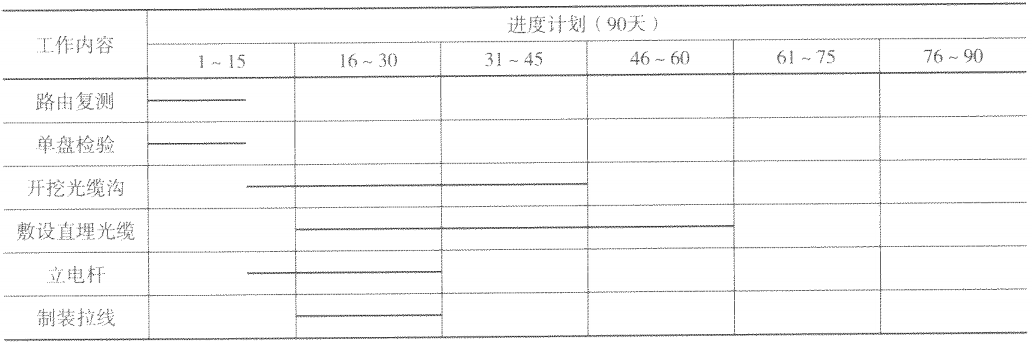 工作内容
进度计划（90天）
1~15 16~30 31~45 46~60 61~75 76~90
路由复测
单盘检验
开挖光缆沟
敷设直埋光缆
立电杆
制装拉线